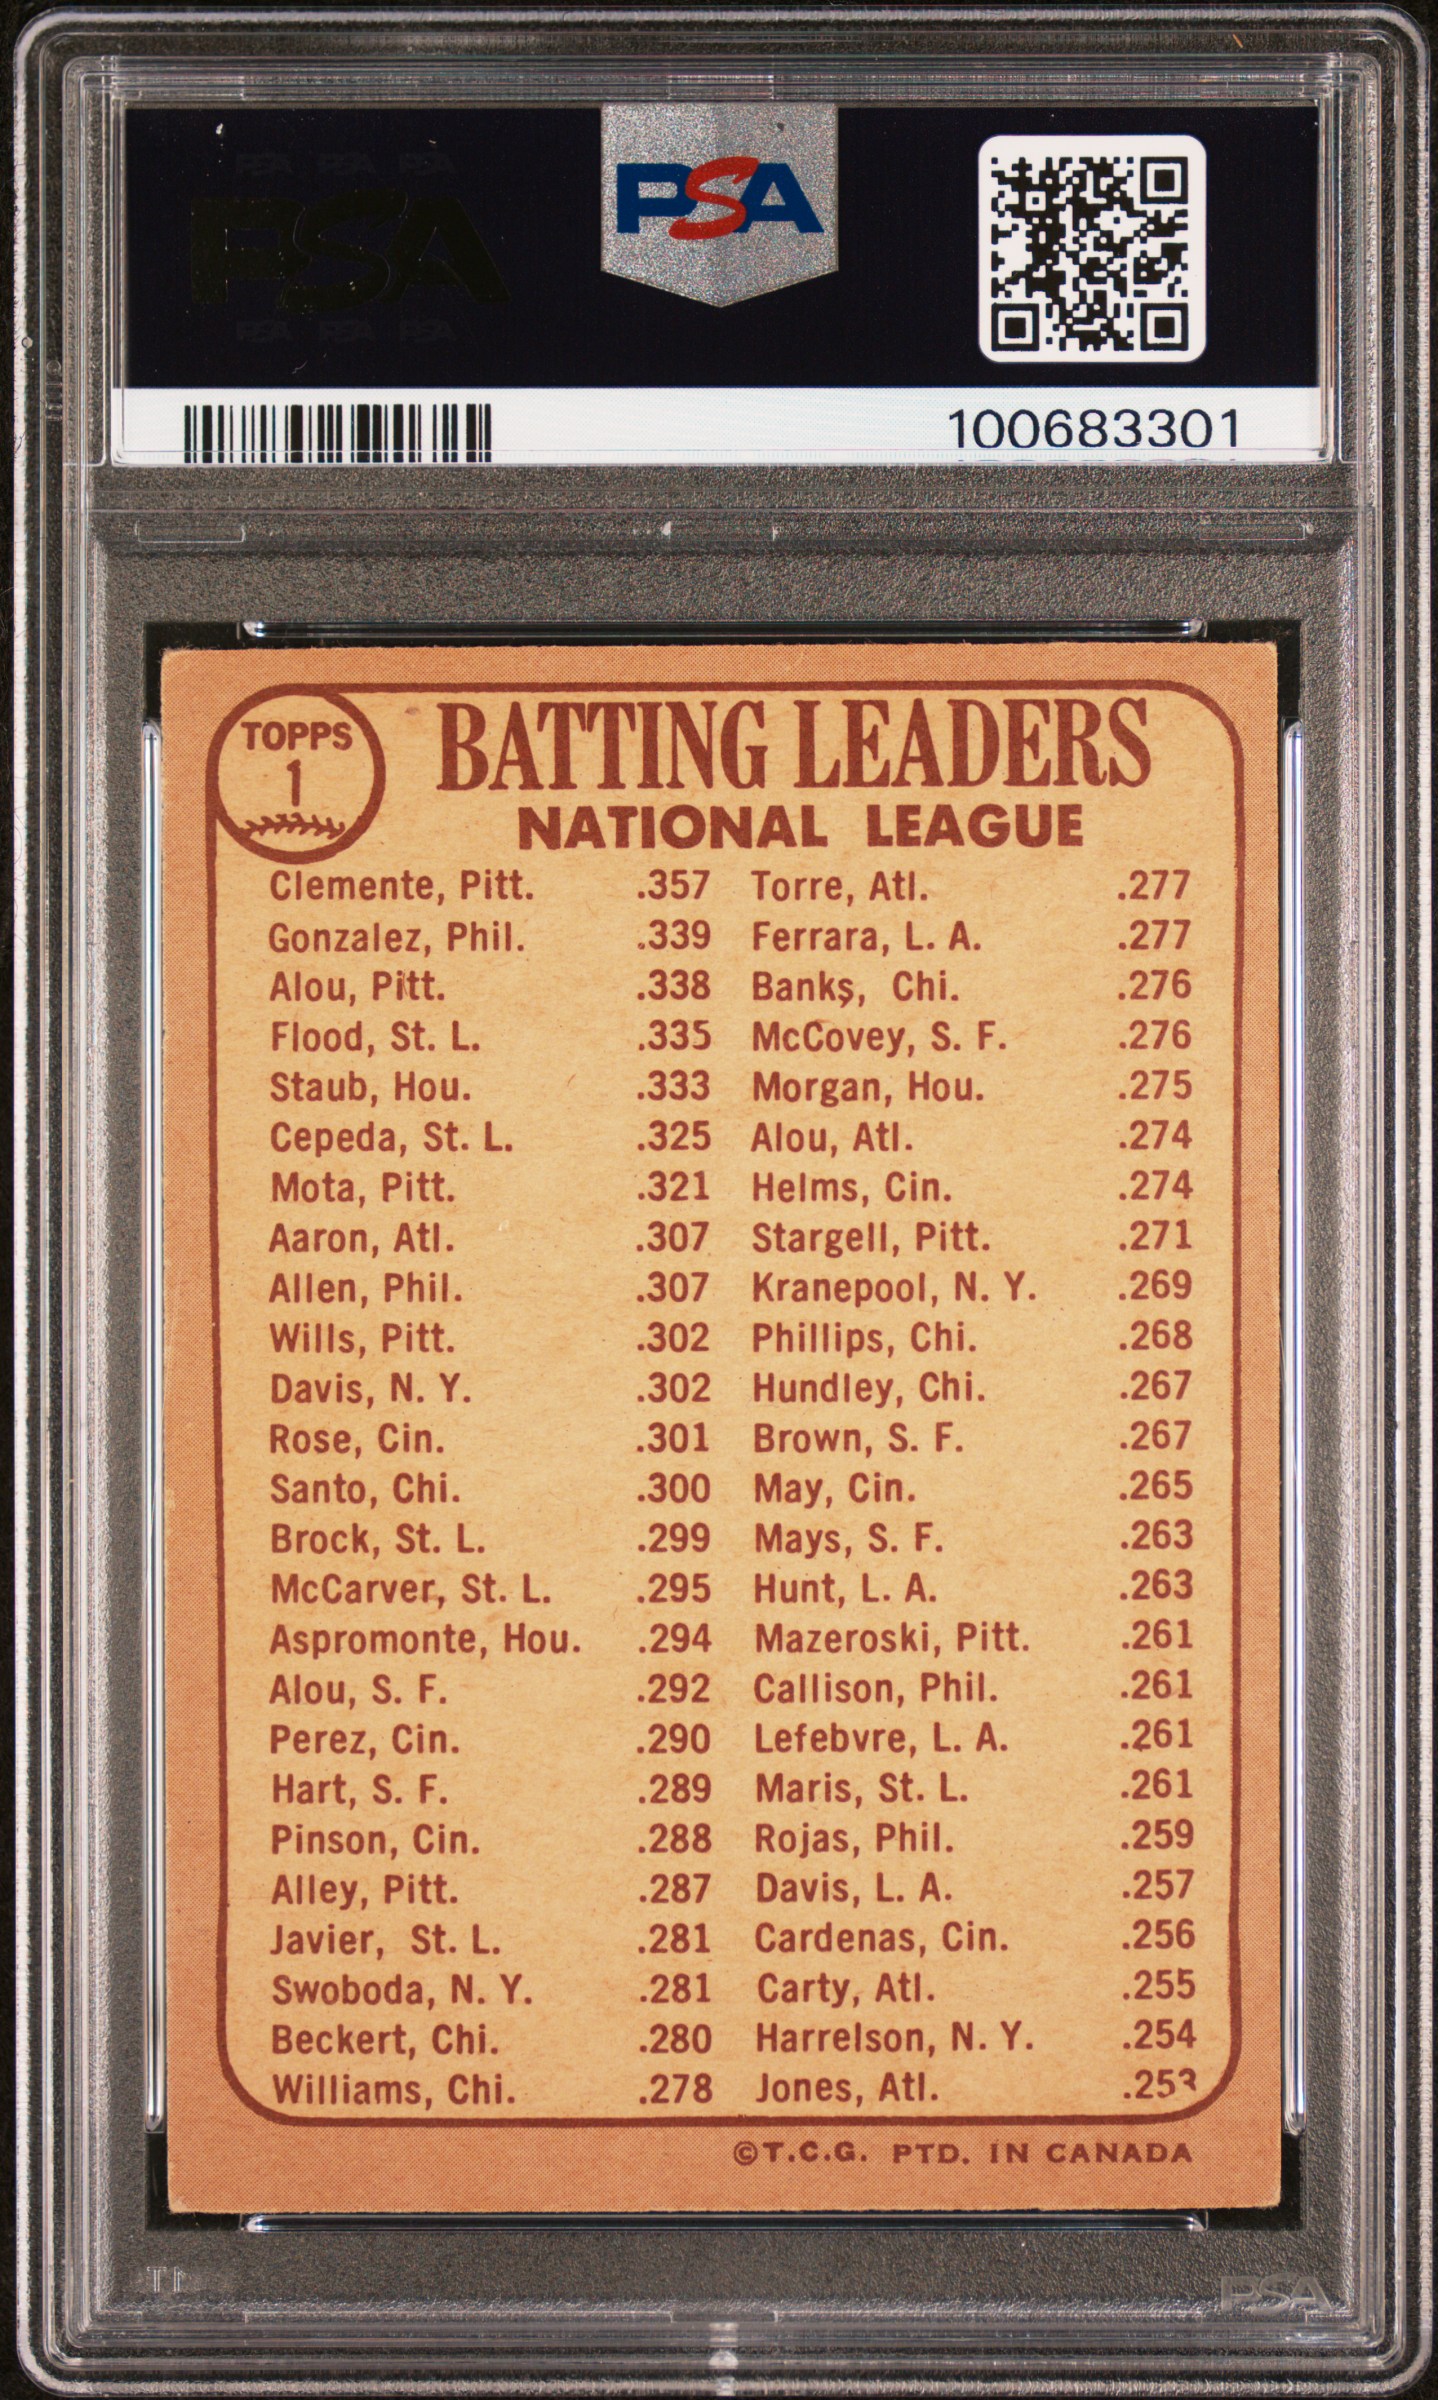 PSA
100683301
TOPPS
1
BATTING LEADERS
NATIONAL LEAGUE
Clemente, Pitt. .357 Torre, Atl. .277
Gonzalez, Phil. .339 Ferrara, L. A. .277
Alou, Pitt. .338 Banks, Chi. .276
Flood, St. L. .335 McCovey, S. F. .276
Staub, Hou. .333 Morgan, Hou. .275
Cepeda, St. L. .325 Alou, Atl. .274
Mota, Pitt. .321 Helms, Cin. .274
Aaron, Atl. .307 Stargell, Pitt. .271
Allen, Phil. .307 Kranepool, N. Y. .269
Wills, Pitt. .302 Phillips, Chi. .268
Davis, N. Y. .302 Hundley, Chi. .267
Rose, Cin. .301 Brown, S. F. .267
Santo, Chi. .300 May, Cin. .265
Brock, St. L. .299 Mays, S. F. .263
McCarver, St. L. .295 Hunt, L. A. .263
Aspromonte, Hou. .294 Mazeroski, Pitt. .261
Alou, S. F. .292 Callison, Phil. .261
Perez, Cin. .290 Lefebvre, L. A. .261
Hart, S. F. .289 Maris, St. L. .261
Pinson, Cin. .288 Rojas, Phil. .259
Alley, Pitt. .287 Davis, L. A. .257
Javier, St. L. .281 Cardenas, Cin. .256
Swoboda, N. Y. .281 Carty, Atl. .255
Beckert, Chi. .280 Harrelson, N. Y. .254
Williams, Chi. .278 Jones, Atl. .253
©T.C.G. PTD. IN CANADA
PSA